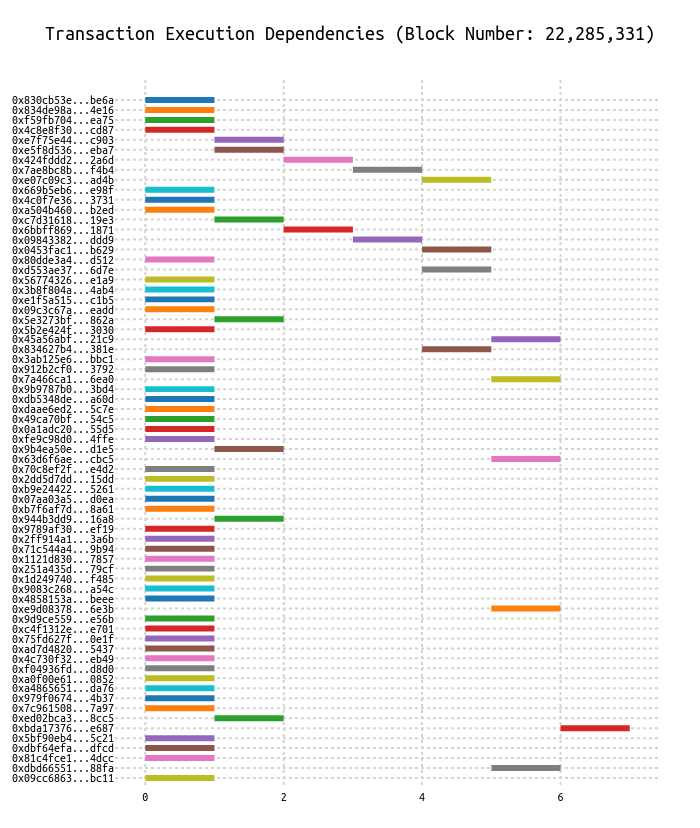 Transaction Execution Dependencies (Block Number: 22,285,331)
0x830cb53e...be6a
0x834de98a...4e16
0xf59fb704...ea75
0x4c8e8f30...cd87
0xe7f75e44...c903
0xe5f8d536...eba7
0x424fddd2...2a6d
0x7ae8bc8b...f4b4
0xe07c09c3...ad4b
0x669b5eb6...e98f
0x4c0f7e36...3731
0xa504b460...b2ed
0xc7d31618...19e3
0x6bbff869...1871
0x09843382...ddd9
0x0453fac1...b629
0x80dde3a4...d512
0xd553ae37...6d7e
0x56774326...e1a9
0x3b8f804a...4ab4
0xe1f5a515...c1b5
0x09c3c67a...eadd
0x5e3273bf...862a
0x5b2e424f...3030
0x45a56abf...21c9
0x834627b4...381e
0x3ab125e6...bbc1
0x912b2cf0...3792
0x7a466ca1...6ea0
0x9b9787b0...3bd4
0xdb5348de...a60d
0xdaae6ed2...5c7e
0x49ca70bf...54c5
0x0a1adc20...55d5
0xfe9c98d0...4ffe
0x9b4ea50e...d1e5
0x63d6f6ae...cbc5
0x70c8ef2f...e4d2
0x2dd5d7dd...15dd
0xb9e24422...5261
0x07aa03a5...d0ea
0xb7f6af7d...8a61
0x944b3dd9...16a8
0x9789af30...ef19
0x2ff914a1...3a6b
0x71c544a4...9b94
0x1121d830...7857
0x251a435d...79cf
0x1d249740...f485
0x9083c268...a54c
0x4858153a...beee
0xe9d08378...6e3b
0x9d9ce559...e56b
0xc4f1312e...e701
0x75fd627f...0e1f
0xad7d4820...5437
0x4c730f32...eb49
0xf04936fd...d8d0
0xa0f00e61...0852
0xa4865651...da76
0x979f0674...4b37
0x7c961508...7a97
0xed02bca3...8cc5
0xbda17376...e687
0x5bf90eb4...5c21
0xdbf64efa...dfcd
0x81c4fce1...4dcc
0xdbd66551...88fa
0x09cc6863...bc11
0 2 4 6